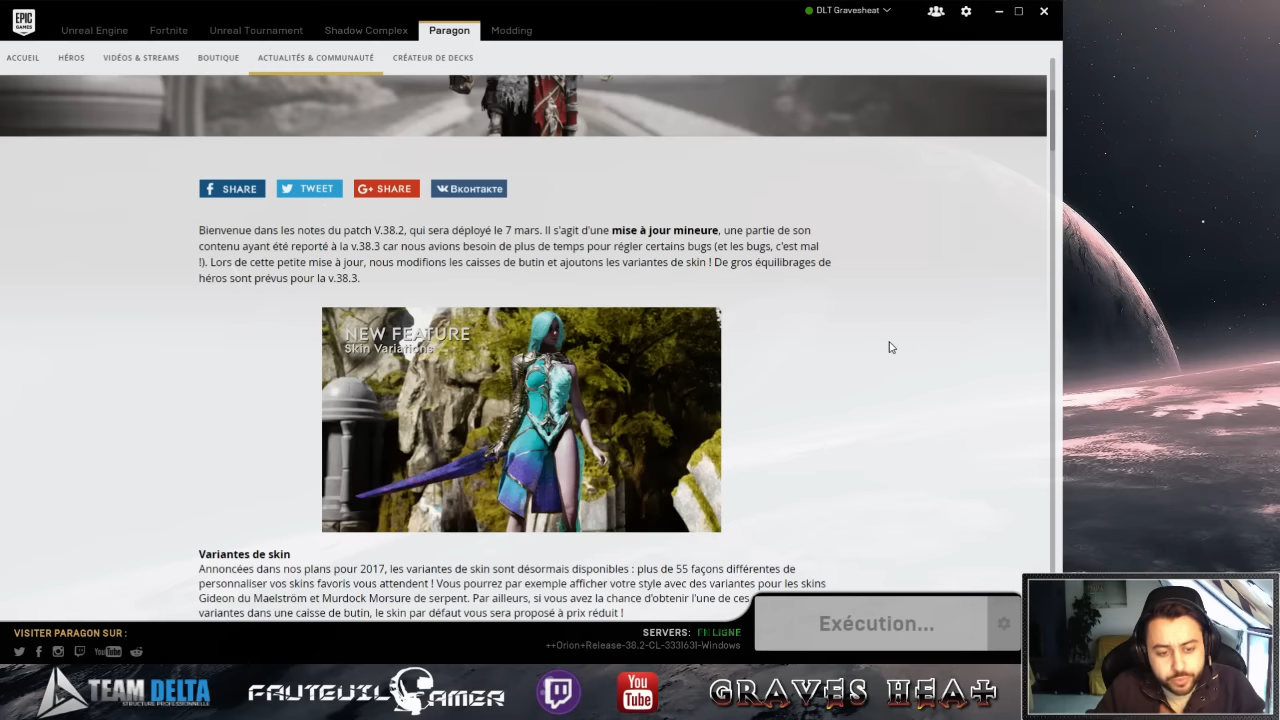 EPIC GAMES
DLT Gravesheat
Unreal Engine
Fortnite
Unreal Tournament
Shadow Complex
Paragon
Modding
ACCUEIL
HÉROS
VIDÉOS & STREAMS
BOUTIQUE
ACTUALITÉS & COMMUNAUTÉ
CRÉATEUR DE DECKS
SHARE
TWEET
G+ SHARE
Вконтакте
Bienvenue dans les notes du patch V.38.2, qui sera déployé le 7 mars. Il s'agit d'une mise à jour mineure, une partie de son
contenu ayant été reporté à la v.38.3 car nous avions besoin de plus de temps pour régler certains bugs (et les bugs, c'est mal
!). Lors de cette petite mise à jour, nous modifions les caisses de butin et ajoutons les variantes de skin ! De gros équilibrages de
héros sont prévus pour la v.38.3.
NEW FEATURE
Skin Variations
Variantes de skin
Annoncées dans nos plans pour 2017, les variantes de skin sont désormais disponibles : plus de 55 façons différentes de
personnaliser vos skins favoris vous attendent ! Vous pourrez par exemple afficher votre style avec des variantes pour les skins
Gideon du Maelström et Murdock Morsure de serpent. Par ailleurs, si vous avez la chance d'obtenir l'une de ces
variantes dans une caisse de butin, le skin par défaut vous sera proposé à prix réduit !
VISITER PARAGON SUR :
You Tube
SERVERS: EN LIGNE
++Orion+Release-38.2-CL-3331631-Windows
Exécution...
TEAM DELTA
STRUCTURE PROFESSIONNELLE
FAUTEUIL GAMER
You Tube
GRAVES HEAT